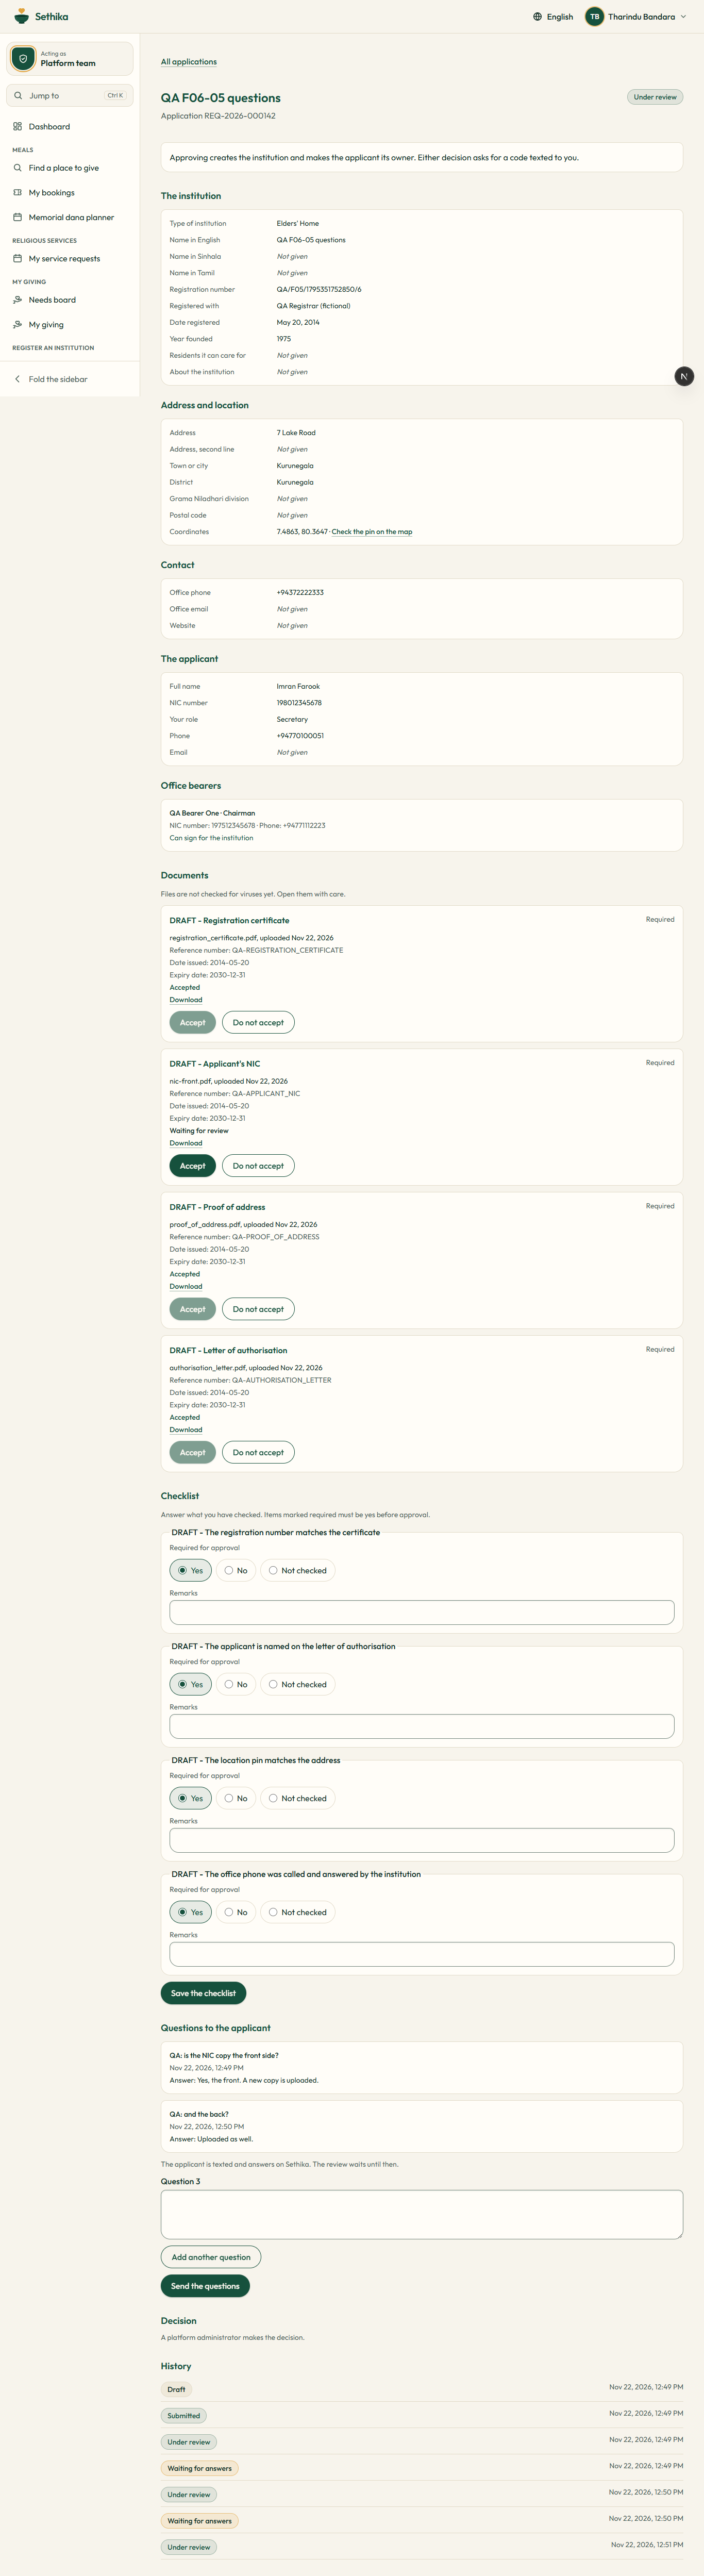 Sethika
English
TB
Tharindu Bandara
Acting as
Platform team
Jump to
Ctrl K
Dashboard
MEALS
Find a place to give
My bookings
Memorial dana planner
RELIGIOUS SERVICES
My service requests
MY GIVING
Needs board
My giving
REGISTER AN INSTITUTION
Fold the sidebar
All applications
QA F06-05 questions
Under review
Application REQ-2026-000142
Approving creates the institution and makes the applicant its owner. Either decision asks for a code texted to you.
The institution
Type of institution Elders' Home
Name in English QA F06-05 questions
Name in Sinhala Not given
Name in Tamil Not given
Registration number QA/F05/1795351752850/6
Registered with QA Registrar (fictional)
Date registered May 20, 2014
Year founded 1975
Residents it can care for Not given
About the institution Not given
N
Address and location
Address 7 Lake Road
Address, second line Not given
Town or city Kurunegala
District Kurunegala
Grama Niladhari division Not given
Postal code Not given
Coordinates 7.4863, 80.3647 · Check the pin on the map
Contact
Office phone +94372222333
Office email Not given
Website Not given
The applicant
Full name Imran Farook
NIC number 198012345678
Your role Secretary
Phone +94770100051
Email Not given
Office bearers
QA Bearer One · Chairman
NIC number: 197512345678 · Phone: +94771112223
Can sign for the institution
Documents
Files are not checked for viruses yet. Open them with care.
DRAFT - Registration certificate Required
registration_certificate.pdf, uploaded Nov 22, 2026
Reference number: QA-REGISTRATION_CERTIFICATE
Date issued: 2014-05-20
Expiry date: 2030-12-31
Accepted
Download
Accept Do not accept
DRAFT - Applicant's NIC Required
nic-front.pdf, uploaded Nov 22, 2026
Reference number: QA-APPLICANT_NIC
Date issued: 2014-05-20
Expiry date: 2030-12-31
Waiting for review
Download
Accept Do not accept
DRAFT - Proof of address Required
proof_of_address.pdf, uploaded Nov 22, 2026
Reference number: QA-PROOF_OF_ADDRESS
Date issued: 2014-05-20
Expiry date: 2030-12-31
Accepted
Download
Accept Do not accept
DRAFT - Letter of authorisation Required
authorisation_letter.pdf, uploaded Nov 22, 2026
Reference number: QA-AUTHORISATION_LETTER
Date issued: 2014-05-20
Expiry date: 2030-12-31
Accepted
Download
Accept Do not accept
Checklist
Answer what you have checked. Items marked required must be yes before approval.
DRAFT - The registration number matches the certificate
Required for approval
Yes No Not checked
Remarks
DRAFT - The applicant is named on the letter of authorisation
Required for approval
Yes No Not checked
Remarks
DRAFT - The location pin matches the address
Required for approval
Yes No Not checked
Remarks
DRAFT - The office phone was called and answered by the institution
Required for approval
Yes No Not checked
Remarks
Save the checklist
Questions to the applicant
QA: is the NIC copy the front side?
Nov 22, 2026, 12:49 PM
Answer: Yes, the front. A new copy is uploaded.
QA: and the back?
Nov 22, 2026, 12:50 PM
Answer: Uploaded as well.
The applicant is texted and answers on Sethika. The review waits until then.
Question 3
Add another question
Send the questions
Decision
A platform administrator makes the decision.
History
Draft Nov 22, 2026, 12:49 PM
Submitted Nov 22, 2026, 12:49 PM
Under review Nov 22, 2026, 12:49 PM
Waiting for answers Nov 22, 2026, 12:49 PM
Under review Nov 22, 2026, 12:50 PM
Waiting for answers Nov 22, 2026, 12:50 PM
Under review Nov 22, 2026, 12:51 PM